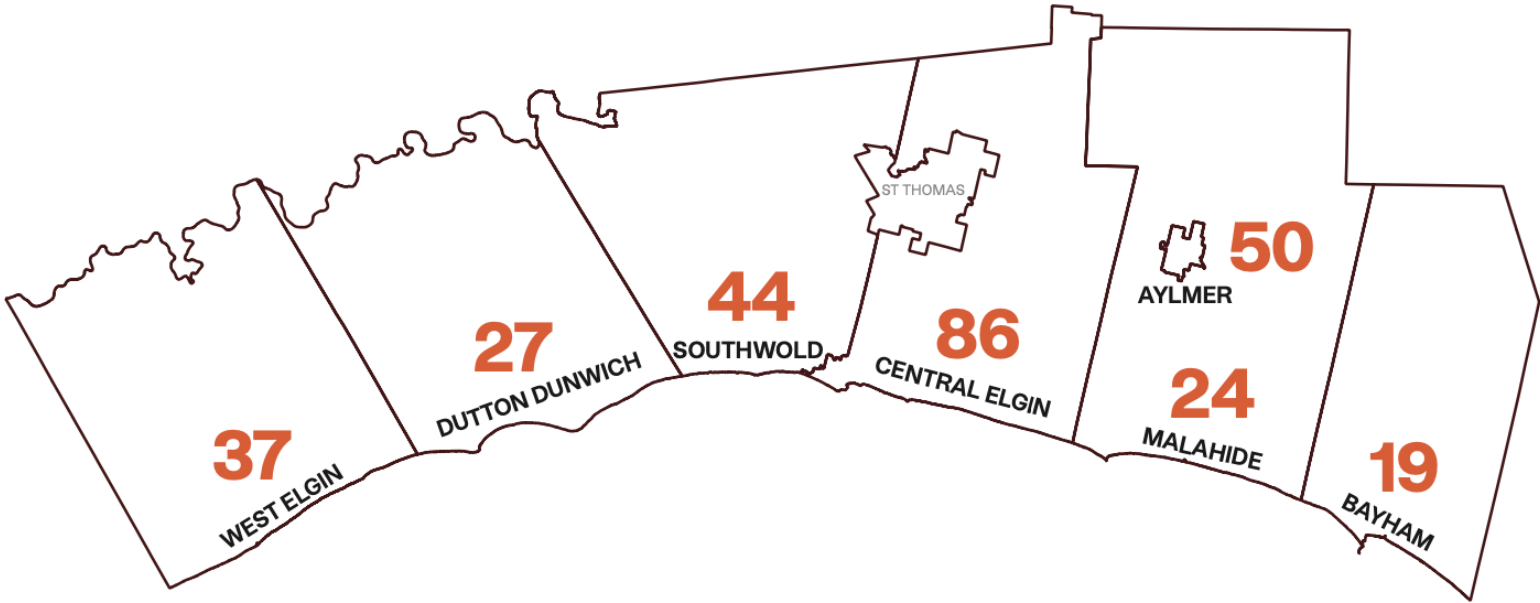 37
WEST ELGIN
27
DUTTON DUNWICH
44
SOUTHWOLD
ST THOMAS
86
CENTRAL ELGIN
50
AYLMER
24
MALAHIDE
19
BAYHAM